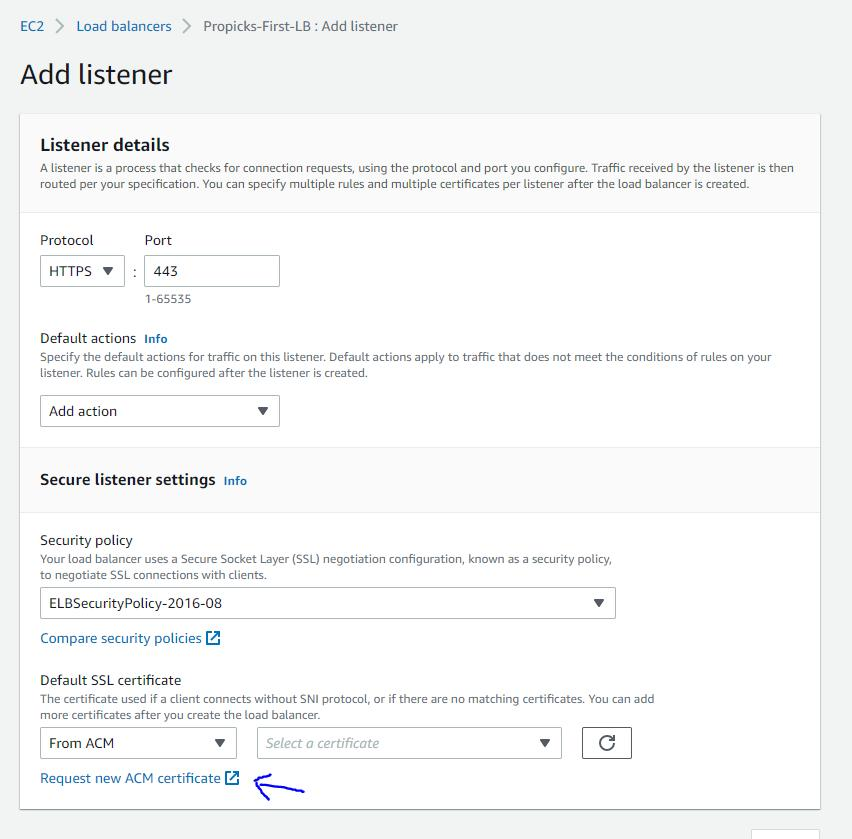 EC2 > Load balancers > Propicks-First-LB : Add listener
Add listener
Listener details
A listener is a process that checks for connection requests, using the protocol and port you configure. Traffic received by the listener is then
routed per your specification. You can specify multiple rules and multiple certificates per listener after the load balancer is created.
Protocol Port
HTTPS : 443
1-65535
Default actions Info
Specify the default actions for traffic on this listener. Default actions apply to traffic that does not meet the conditions of rules on your
listener. Rules can be configured after the listener is created.
Add action
Secure listener settings Info
Security policy
Your load balancer uses a Secure Socket Layer (SSL) negotiation configuration, known as a security policy,
to negotiate SSL connections with clients.
ELBSecurityPolicy-2016-08
Compare security policies
Default SSL certificate
The certificate used if a client connects without SNI protocol, or if there are no matching certificates. You can add
more certificates after you create the load balancer.
From ACM Select a certificate
Request new ACM certificate